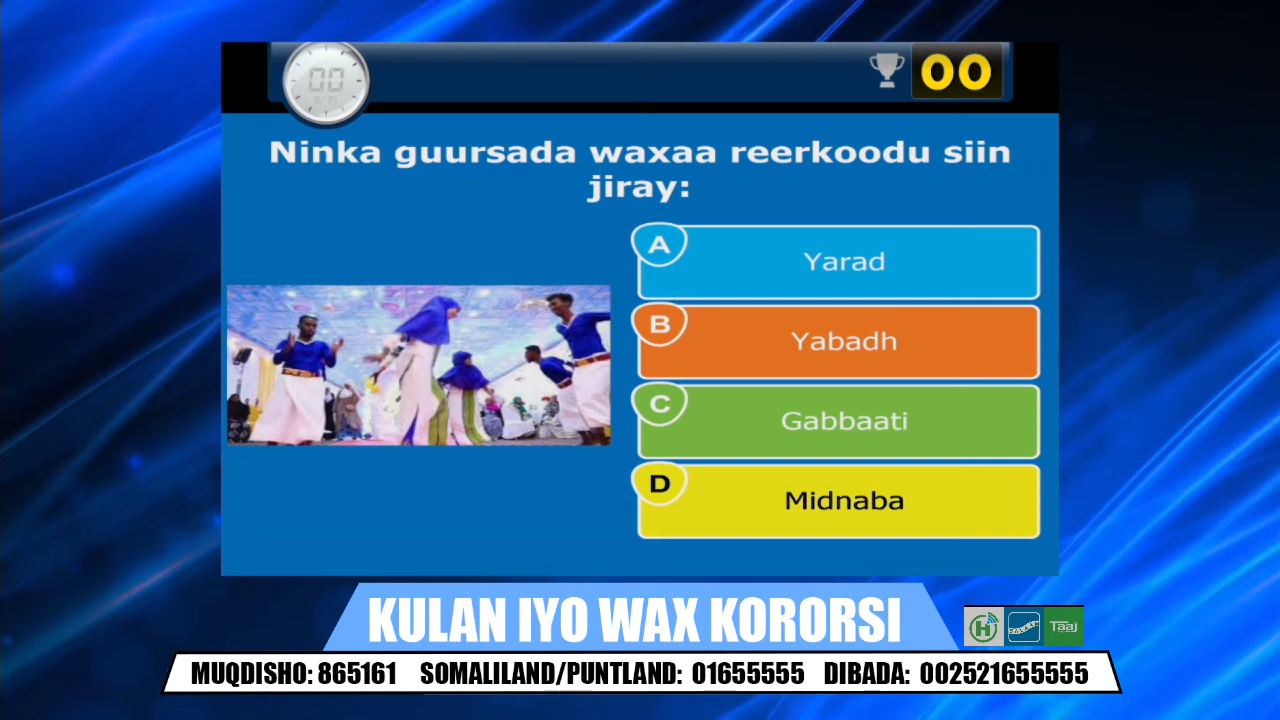 00
00
Ninka guursada waxaa reerkoodu siin
jiray:
A
Yarad
B
Yabadh
C
Gabbaati
D
Midnaba
KULAN IYO WAX KORORSI
Taaj
MUQDISHO: 865161 SOMALILAND/PUNTLAND: 01655555 DIBADA: 002521655555